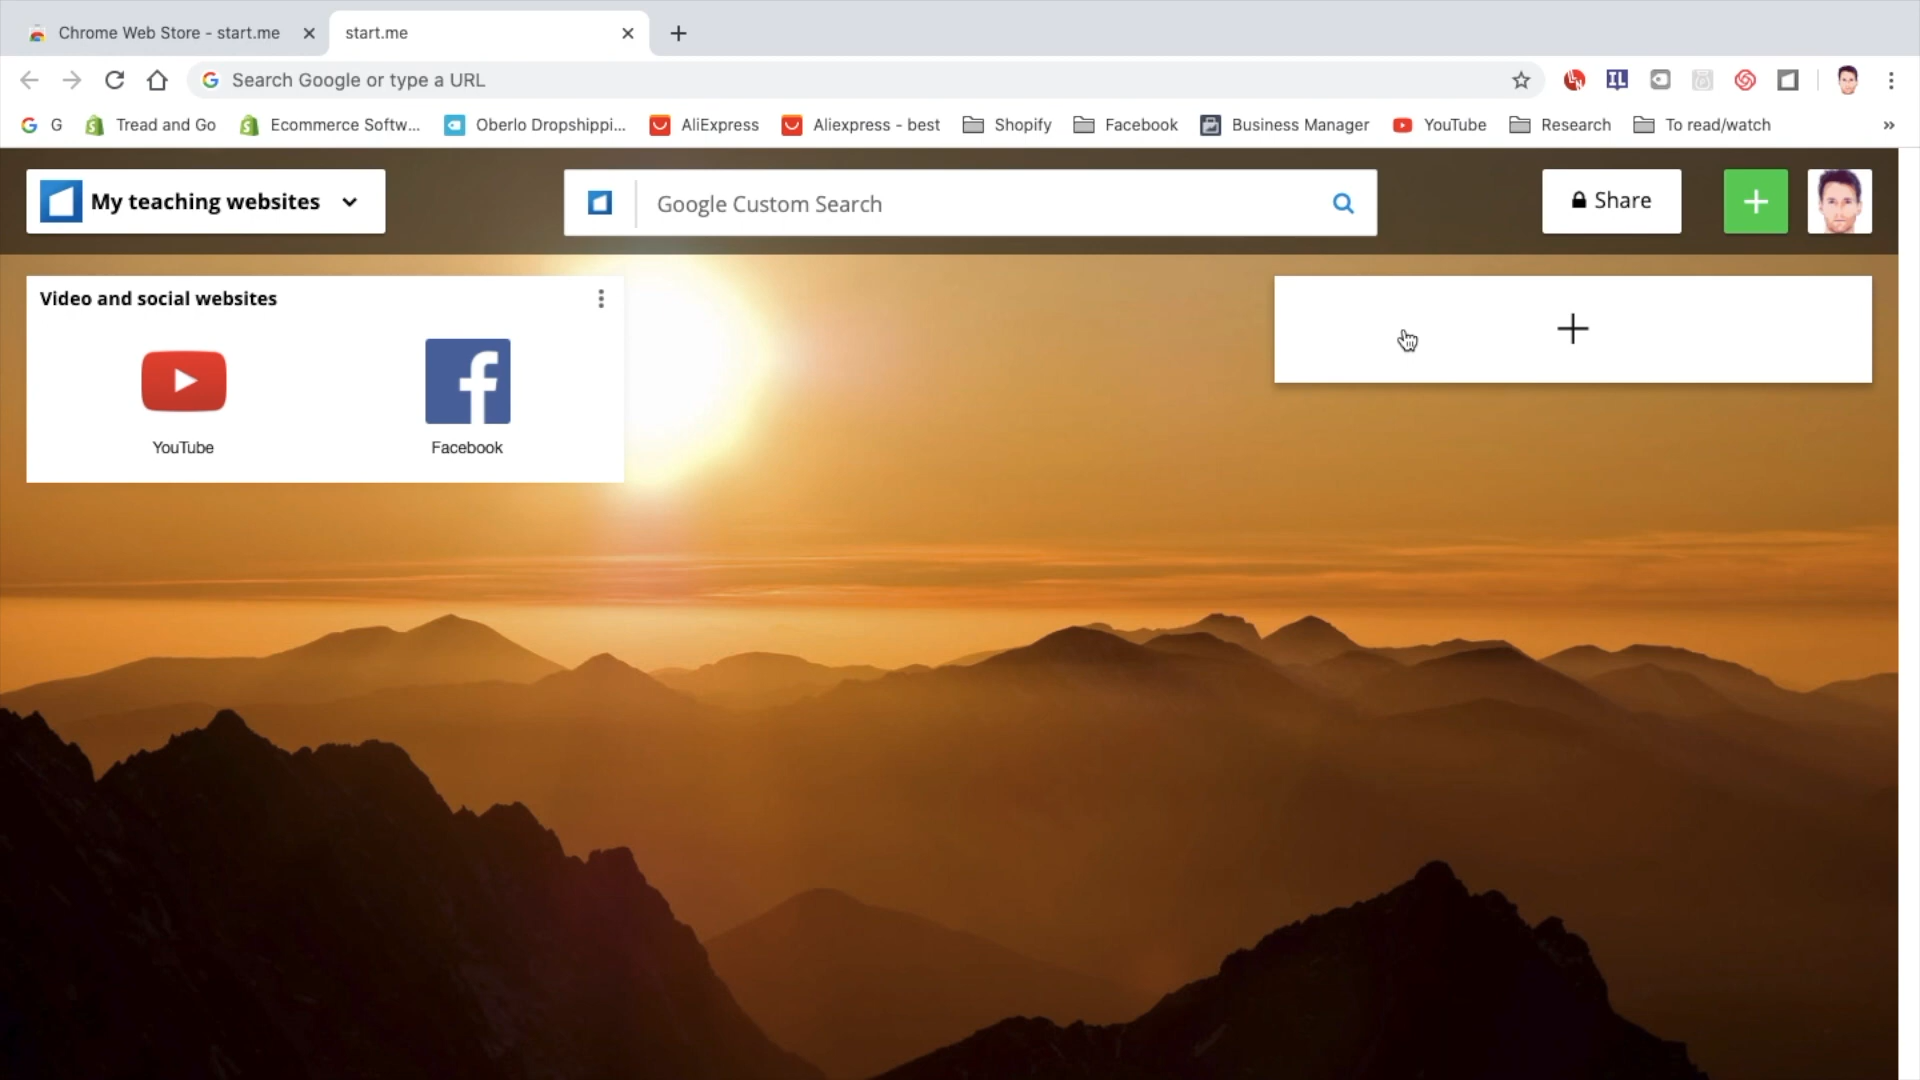 Chrome Web Store - start.me
start.me
Search Google or type a URL
G Tread and Go Ecommerce Softw... Oberlo Dropshippi... AliExpress Aliexpress - best Shopify Facebook Business Manager YouTube Research To read/watch »
My teaching websites
Google Custom Search
Share
Video and social websites
YouTube
Facebook